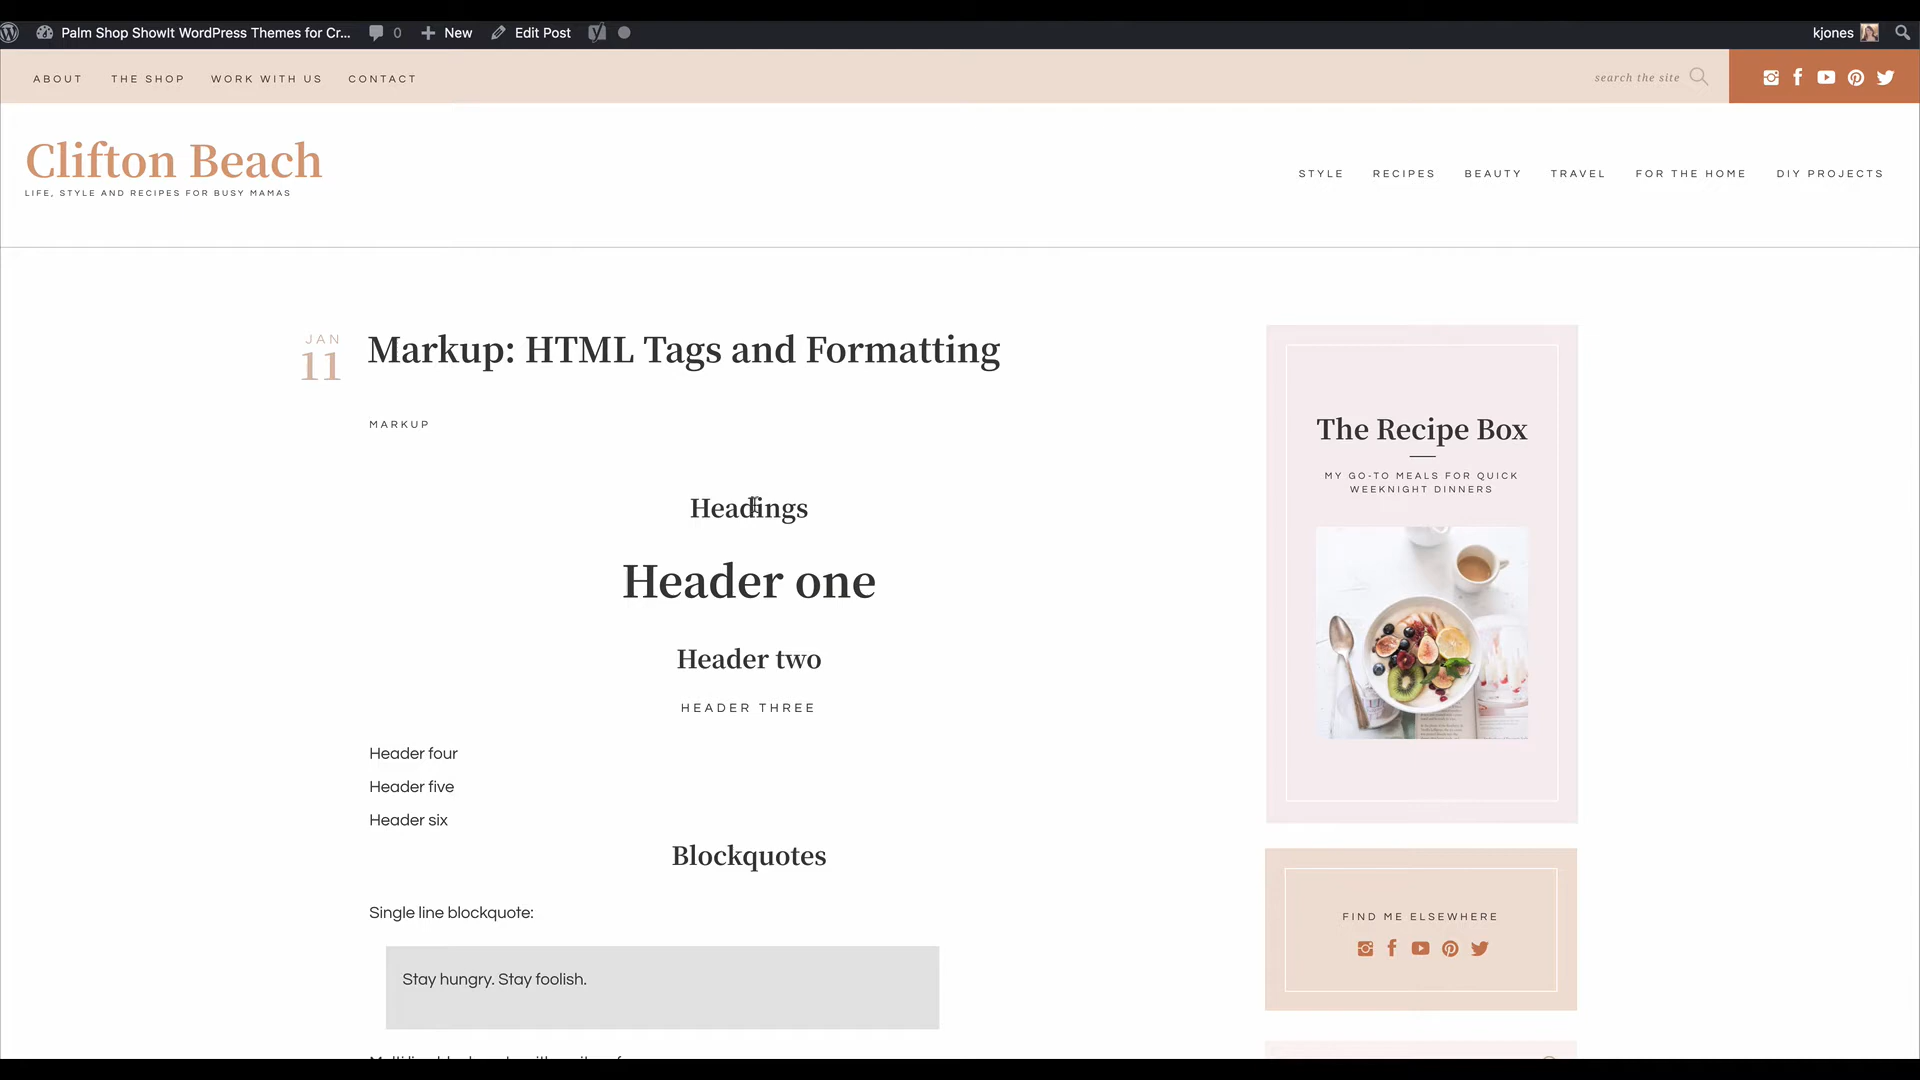 Palm Shop ShowIt WordPress Themes for Cr... 0 New Edit Post kjones
ABOUT THE SHOP WORK WITH US CONTACT search the site
Clifton Beach
LIFE, STYLE AND RECIPES FOR BUSY MAMAS
STYLE RECIPES BEAUTY TRAVEL FOR THE HOME DIY PROJECTS
JAN
11
Markup: HTML Tags and Formatting
MARKUP
Headings
Header one
Header two
HEADER THREE
Header four
Header five
Header six
Blockquotes
Single line blockquote:
Stay hungry. Stay foolish.
The Recipe Box
MY GO-TO MEALS FOR QUICK
WEEKNIGHT DINNERS
FIND ME ELSEWHERE